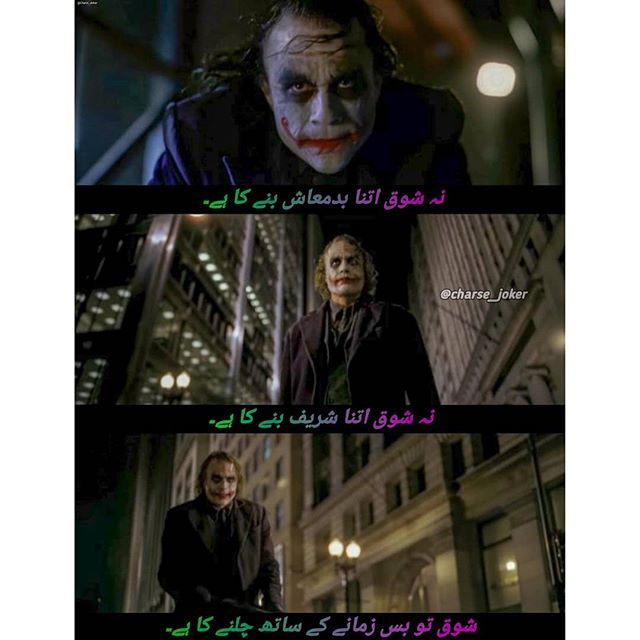 نہ شوق اتنا بدمعاش بنے کا ہے۔
@charse_joker
نہ شوق اتنا شریف بنے کا ہے۔
شوق تو بس زمانے کے ساتھ چلنے کا ہے۔